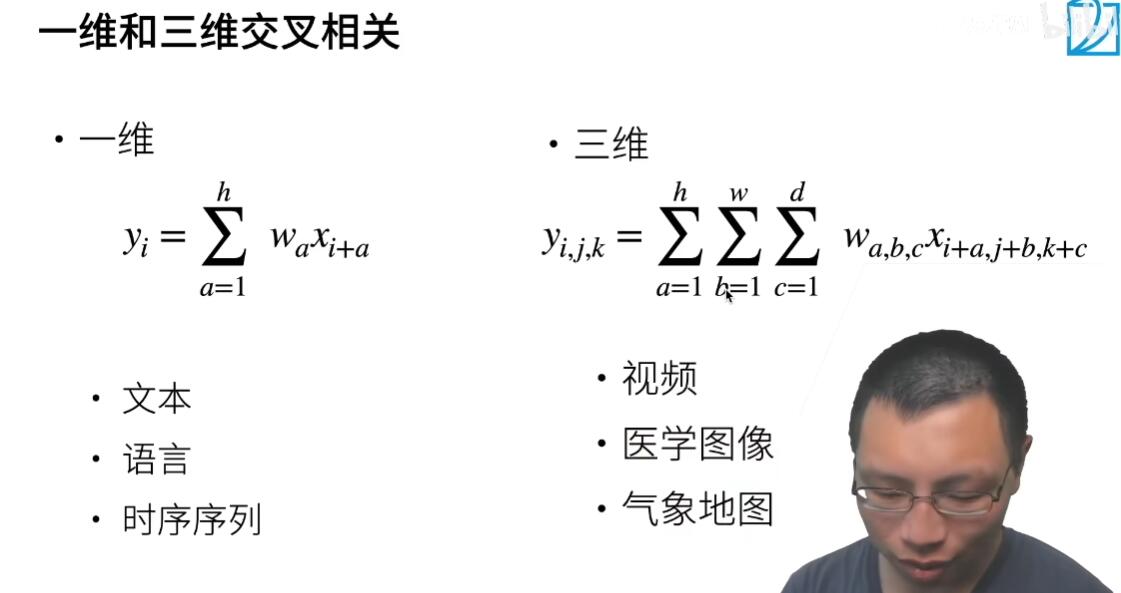 一维和三维交叉相关
• 一维
y_i = \sum_{a=1}^{h} w_a x_{i+a}
• 文本
• 语言
• 时序序列
• 三维
y_{i,j,k} = \sum_{a=1}^{h} \sum_{b=1}^{w} \sum_{c=1}^{d} w_{a,b,c} x_{i+a,j+b,k+c}
• 视频
• 医学图像
• 气象地图